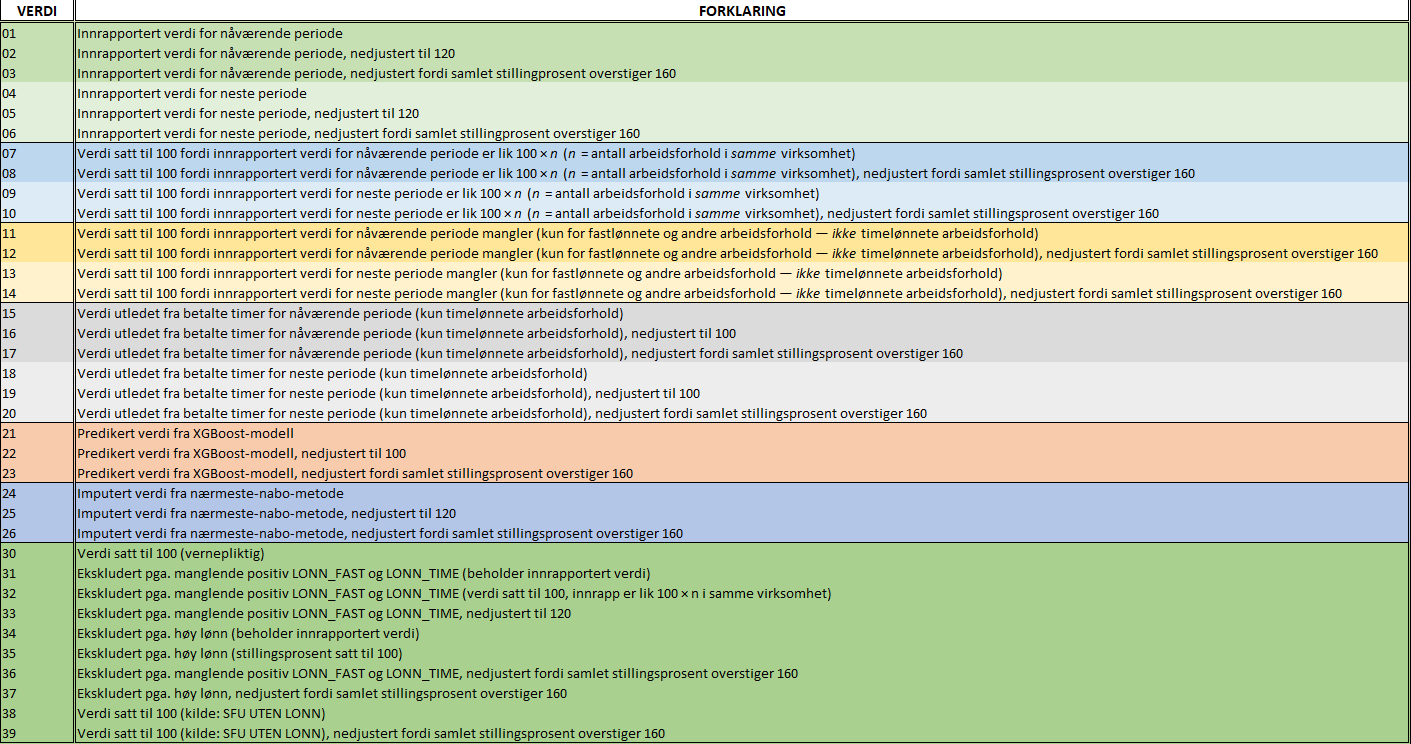 VERDI FORKLARING
01 Innrapportert verdi for nåværende periode
02 Innrapportert verdi for nåværende periode, nedjustert til 120
03 Innrapportert verdi for nåværende periode, nedjustert fordi samlet stillingprosent overstiger 160
04 Innrapportert verdi for neste periode
05 Innrapportert verdi for neste periode, nedjustert til 120
06 Innrapportert verdi for neste periode, nedjustert fordi samlet stillingprosent overstiger 160
07 Verdi satt til 100 fordi innrapportert verdi for nåværende periode er lik 100 × n (n = antall arbeidsforhold i samme virksomhet)
08 Verdi satt til 100 fordi innrapportert verdi for nåværende periode er lik 100 × n (n = antall arbeidsforhold i samme virksomhet), nedjustert fordi samlet stillingsprosent overstiger 160
09 Verdi satt til 100 fordi innrapportert verdi for neste periode er lik 100 × n (n = antall arbeidsforhold i samme virksomhet)
10 Verdi satt til 100 fordi innrapportert verdi for neste periode er lik 100 × n (n = antall arbeidsforhold i samme virksomhet), nedjustert fordi samlet stillingsprosent overstiger 160
11 Verdi satt til 100 fordi innrapportert verdi for nåværende periode mangler (kun for fastlønnete og andre arbeidsforhold — ikke timelønnete arbeidsforhold)
12 Verdi satt til 100 fordi innrapportert verdi for nåværende periode mangler (kun for fastlønnete og andre arbeidsforhold — ikke timelønnete arbeidsforhold), nedjustert fordi samlet stillingsprosent overstiger 160
13 Verdi satt til 100 fordi innrapportert verdi for neste periode mangler (kun for fastlønnete og andre arbeidsforhold — ikke timelønnete arbeidsforhold)
14 Verdi satt til 100 fordi innrapportert verdi for neste periode mangler (kun for fastlønnete og andre arbeidsforhold — ikke timelønnete arbeidsforhold), nedjustert fordi samlet stillingsprosent overstiger 160
15 Verdi utledet fra betalte timer for nåværende periode (kun timelønnete arbeidsforhold)
16 Verdi utledet fra betalte timer for nåværende periode (kun timelønnete arbeidsforhold), nedjustert til 100
17 Verdi utledet fra betalte timer for nåværende periode (kun timelønnete arbeidsforhold), nedjustert fordi samlet stillingsprosent overstiger 160
18 Verdi utledet fra betalte timer for neste periode (kun timelønnete arbeidsforhold)
19 Verdi utledet fra betalte timer for neste periode (kun timelønnete arbeidsforhold), nedjustert til 100
20 Verdi utledet fra betalte timer for neste periode (kun timelønnete arbeidsforhold), nedjustert fordi samlet stillingsprosent overstiger 160
21 Predikert verdi fra XGBoost-modell
22 Predikert verdi fra XGBoost-modell, nedjustert til 100
23 Predikert verdi fra XGBoost-modell, nedjustert fordi samlet stillingsprosent overstiger 160
24 Imputert verdi fra nærmeste-nabo-metode
25 Imputert verdi fra nærmeste-nabo-metode, nedjustert til 120
26 Imputert verdi fra nærmeste-nabo-metode, nedjustert fordi samlet stillingsprosent overstiger 160
30 Verdi satt til 100 (vernepliktig)
31 Ekskludert pga. manglende positiv LONN_FAST og LONN_TIME (beholder innrapportert verdi)
32 Ekskludert pga. manglende positiv LONN_FAST og LONN_TIME (verdi satt til 100, innrapp er lik 100 × n i samme virksomhet)
33 Ekskludert pga. manglende positiv LONN_FAST og LONN_TIME, nedjustert til 120
34 Ekskludert pga. høy lønn (beholder innrapportert verdi)
35 Ekskludert pga. høy lønn (stillingsprosent satt til 100)
36 Ekskludert pga. manglende positiv LONN_FAST og LONN_TIME, nedjustert fordi samlet stillingsprosent overstiger 160
37 Ekskludert pga. høy lønn, nedjustert fordi samlet stillingsprosent overstiger 160
38 Verdi satt til 100 (kilde: SFU UTEN LONN)
39 Verdi satt til 100 (kilde: SFU UTEN LONN), nedjustert fordi samlet stillingsprosent overstiger 160